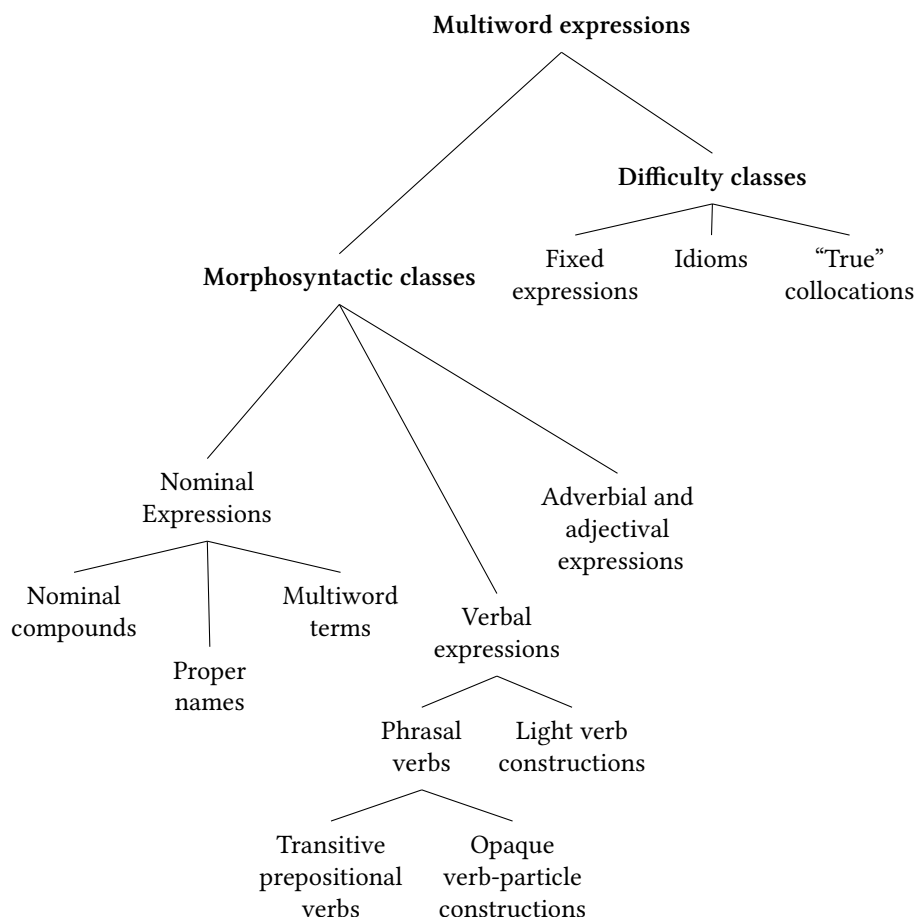 Multiword expressions
Difficulty classes
Fixed
expressions
Idioms
“True”
collocations
Morphosyntactic classes
Nominal
Expressions
Nominal
compounds
Proper
names
Multiword
terms
Verbal
expressions
Phrasal
verbs
Transitive
prepositional
verbs
Opaque
verb-particle
constructions
Light verb
constructions
Adverbial and
adjectival
expressions